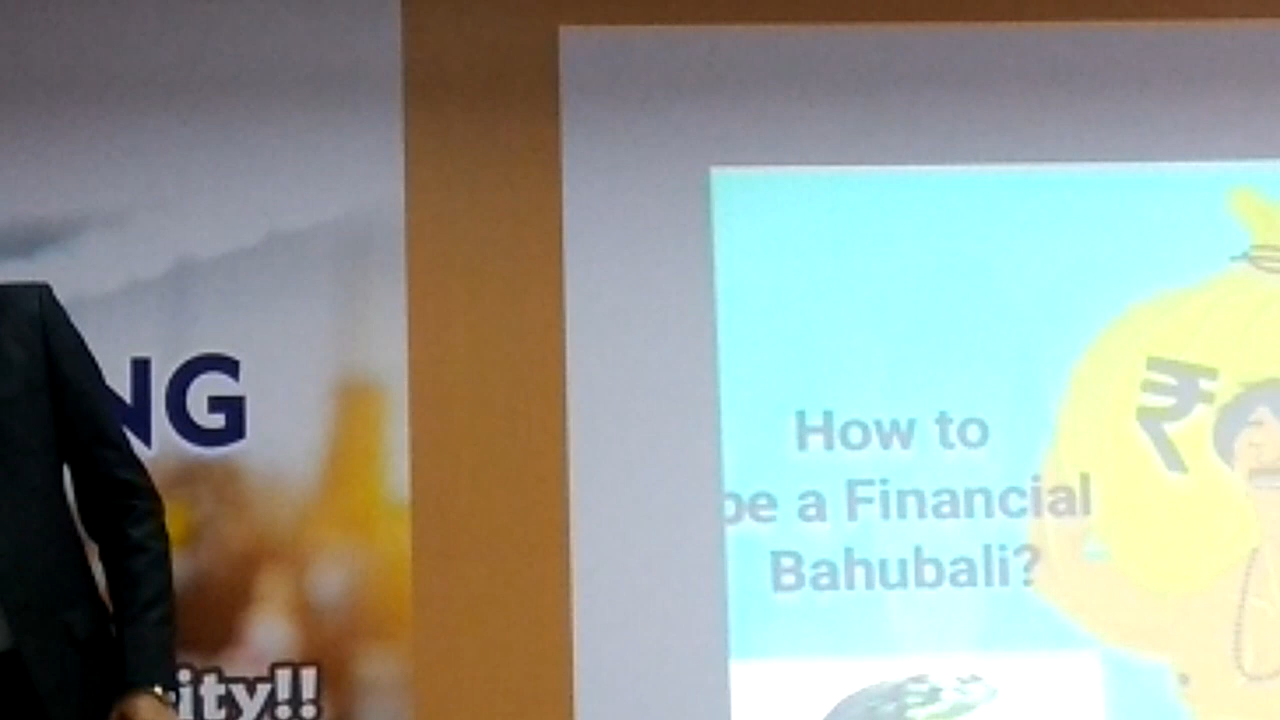 NG
ity!!
How to
be a Financial
Bahubali?
₹